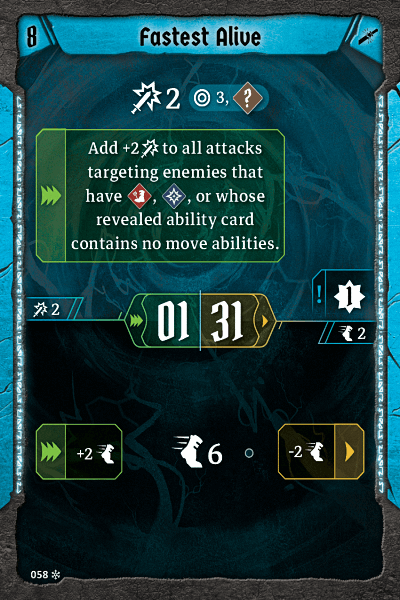 8
Fastest Alive
2 3, ?
Add +2 to all attacks
targeting enemies that
have , , or whose
revealed ability card
contains no move abilities.
! 1
2
01 31
2
+2 6 -2
058